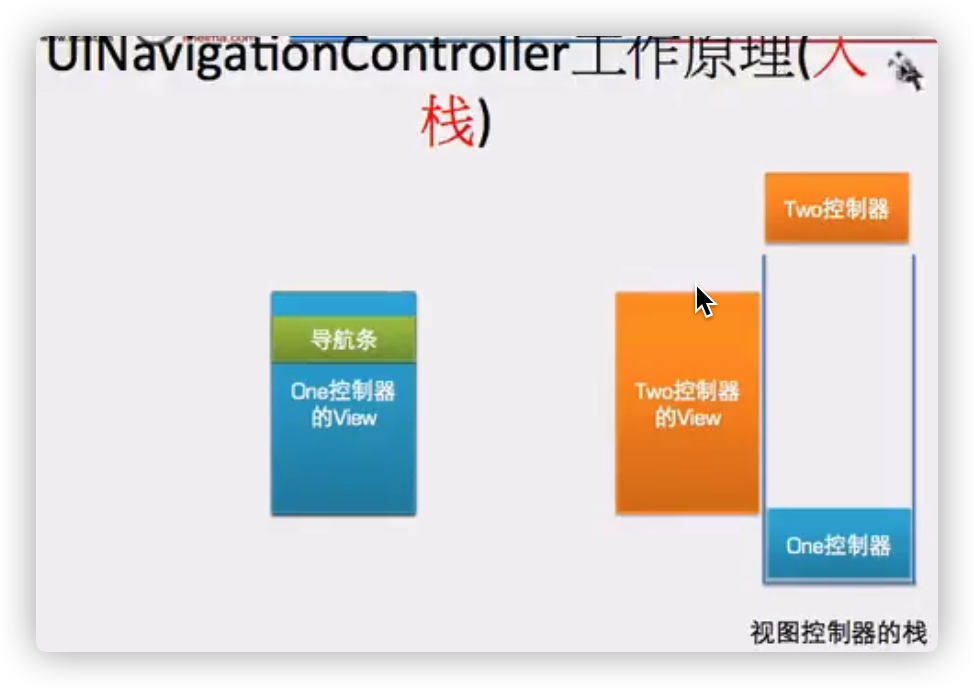 UINavigationController工作原理(入
栈)
Two控制器
导航条
One控制器
的View
Two控制器
的View
One控制器
视图控制器的栈